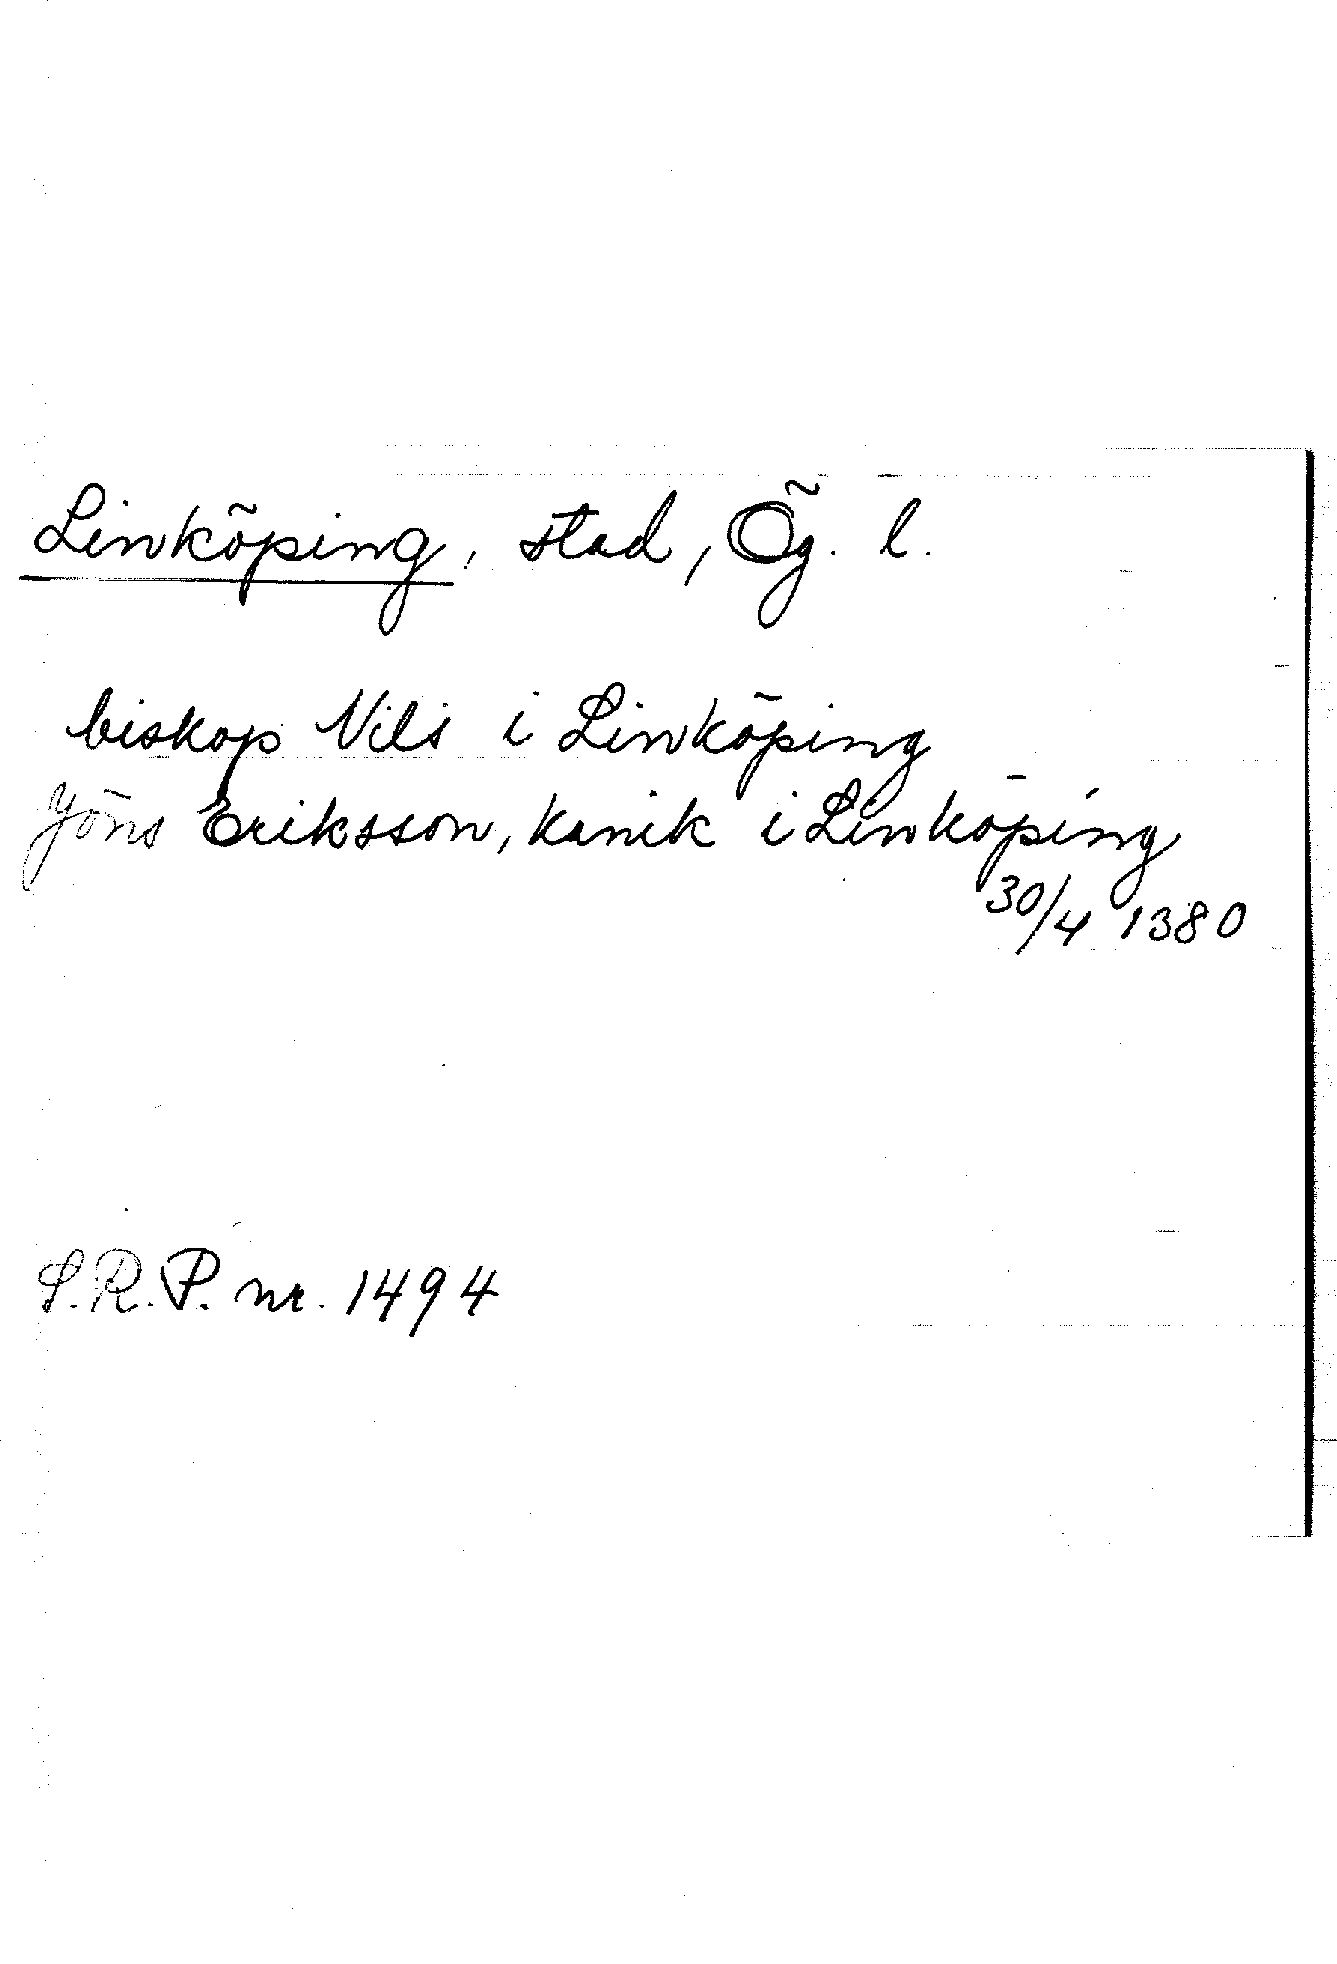 Linköping, stad, Ög. l.
biskop Nils i Linköping
Jöns Eriksson, kanik i Linköping
30/4 1380
S.R.P. nr. 1494